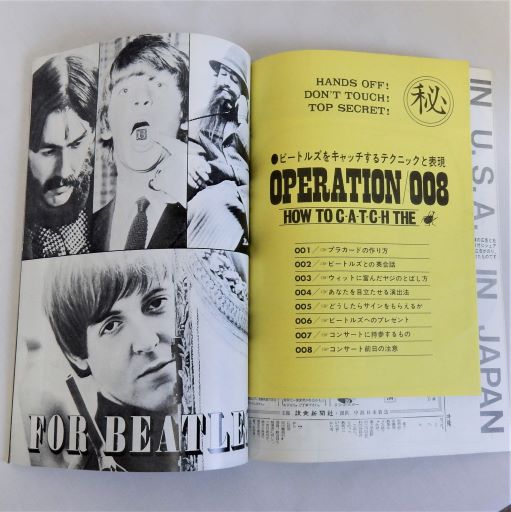 HANDS OFF!
DON'T TOUCH!
TOP SECRET!
秘
●ビートルズをキャッチするテクニックと表現
OPERATION/008
HOW TO C·A·T·C·H THE
001/☞プラカードの作り方
002/☞ビートルズとの英会話
003/☞ウィットに富んだヤジのとばし方
004/☞あなたを目立たせる演出法
005/☞どうしたらサインをもらえるか
006/☞ビートルズへのプレゼント
007/☞コンサートに持参するもの
008/☞コンサート前日の注意
FOR BEATLE
IN U.S.A. IN JAPAN
主催 読売新聞社